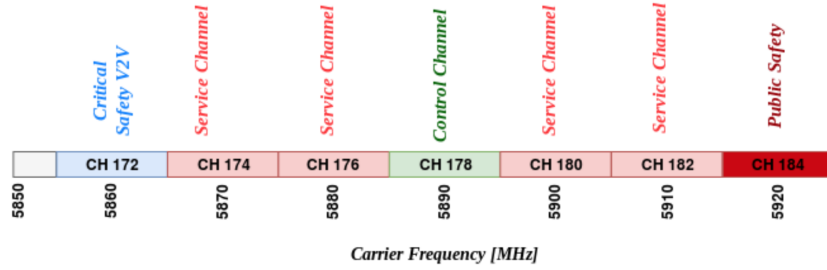 Critical
Safety V2V
Service Channel
Service Channel
Control Channel
Service Channel
Service Channel
Public Safety
CH 172
CH 174
CH 176
CH 178
CH 180
CH 182
CH 184
5850
5860
5870
5880
5890
5900
5910
5920
Carrier Frequency [MHz]